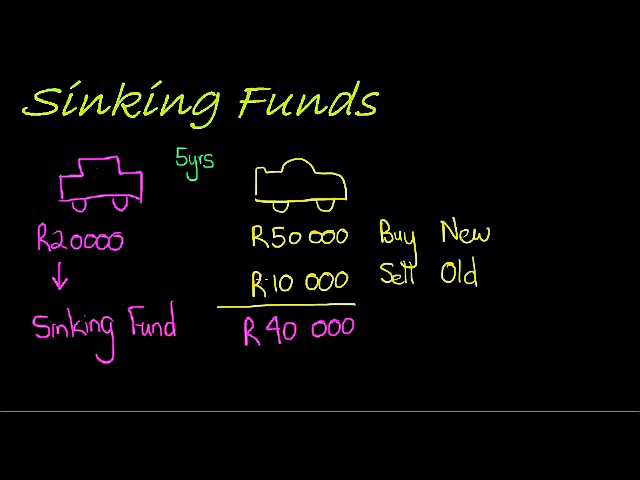 Sinking Funds
5yrs
R20000
R50 000 Buy New
R10 000 Sell Old
Sinking Fund
R40 000